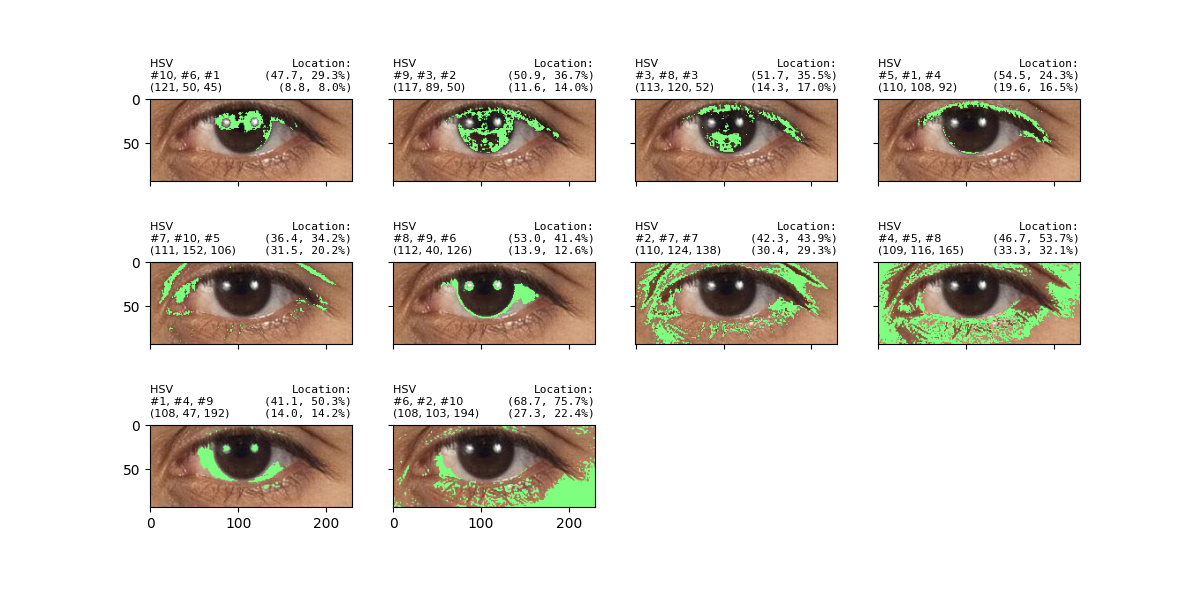 HSV Location:
#10, #6, #1 (47.7, 29.3%)
(121, 50, 45) (8.8, 8.0%)
HSV Location:
#9, #3, #2 (50.9, 36.7%)
(117, 89, 50) (11.6, 14.0%)
HSV Location:
#3, #8, #3 (51.7, 35.5%)
(113, 120, 52) (14.3, 17.0%)
HSV Location:
#5, #1, #4 (54.5, 24.3%)
(110, 108, 92) (19.6, 16.5%)
0
50
HSV Location:
#7, #10, #5 (36.4, 34.2%)
(111, 152, 106) (31.5, 20.2%)
HSV Location:
#8, #9, #6 (53.0, 41.4%)
(112, 40, 126) (13.9, 12.6%)
HSV Location:
#2, #7, #7 (42.3, 43.9%)
(110, 124, 138) (30.4, 29.3%)
HSV Location:
#4, #5, #8 (46.7, 53.7%)
(109, 116, 165) (33.3, 32.1%)
0
50
HSV Location:
#1, #4, #9 (41.1, 50.3%)
(108, 47, 192) (14.0, 14.2%)
HSV Location:
#6, #2, #10 (68.7, 75.7%)
(108, 103, 194) (27.3, 22.4%)
0
50
0 100 200
0 100 200